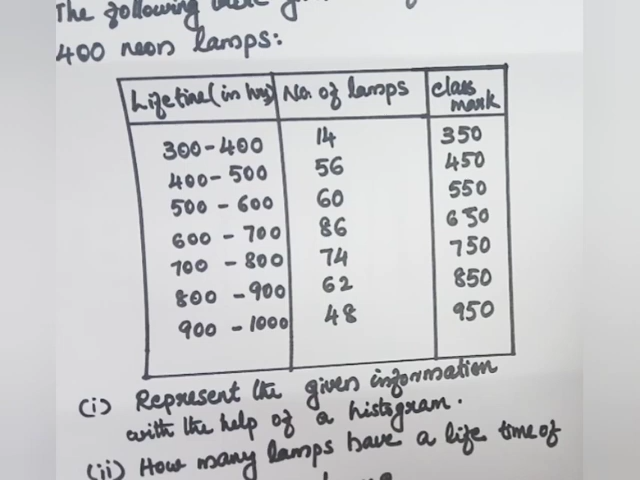 The following
400 neon lamps:
Lifetime (in hrs) No. of lamps class mark
300-400 14 350
400-500 56 450
500-600 60 550
600-700 86 650
700-800 74 750
800-900 62 850
900-1000 48 950
(i) Represent the given information
with the help of a histogram.
(ii) How many lamps have a life time of